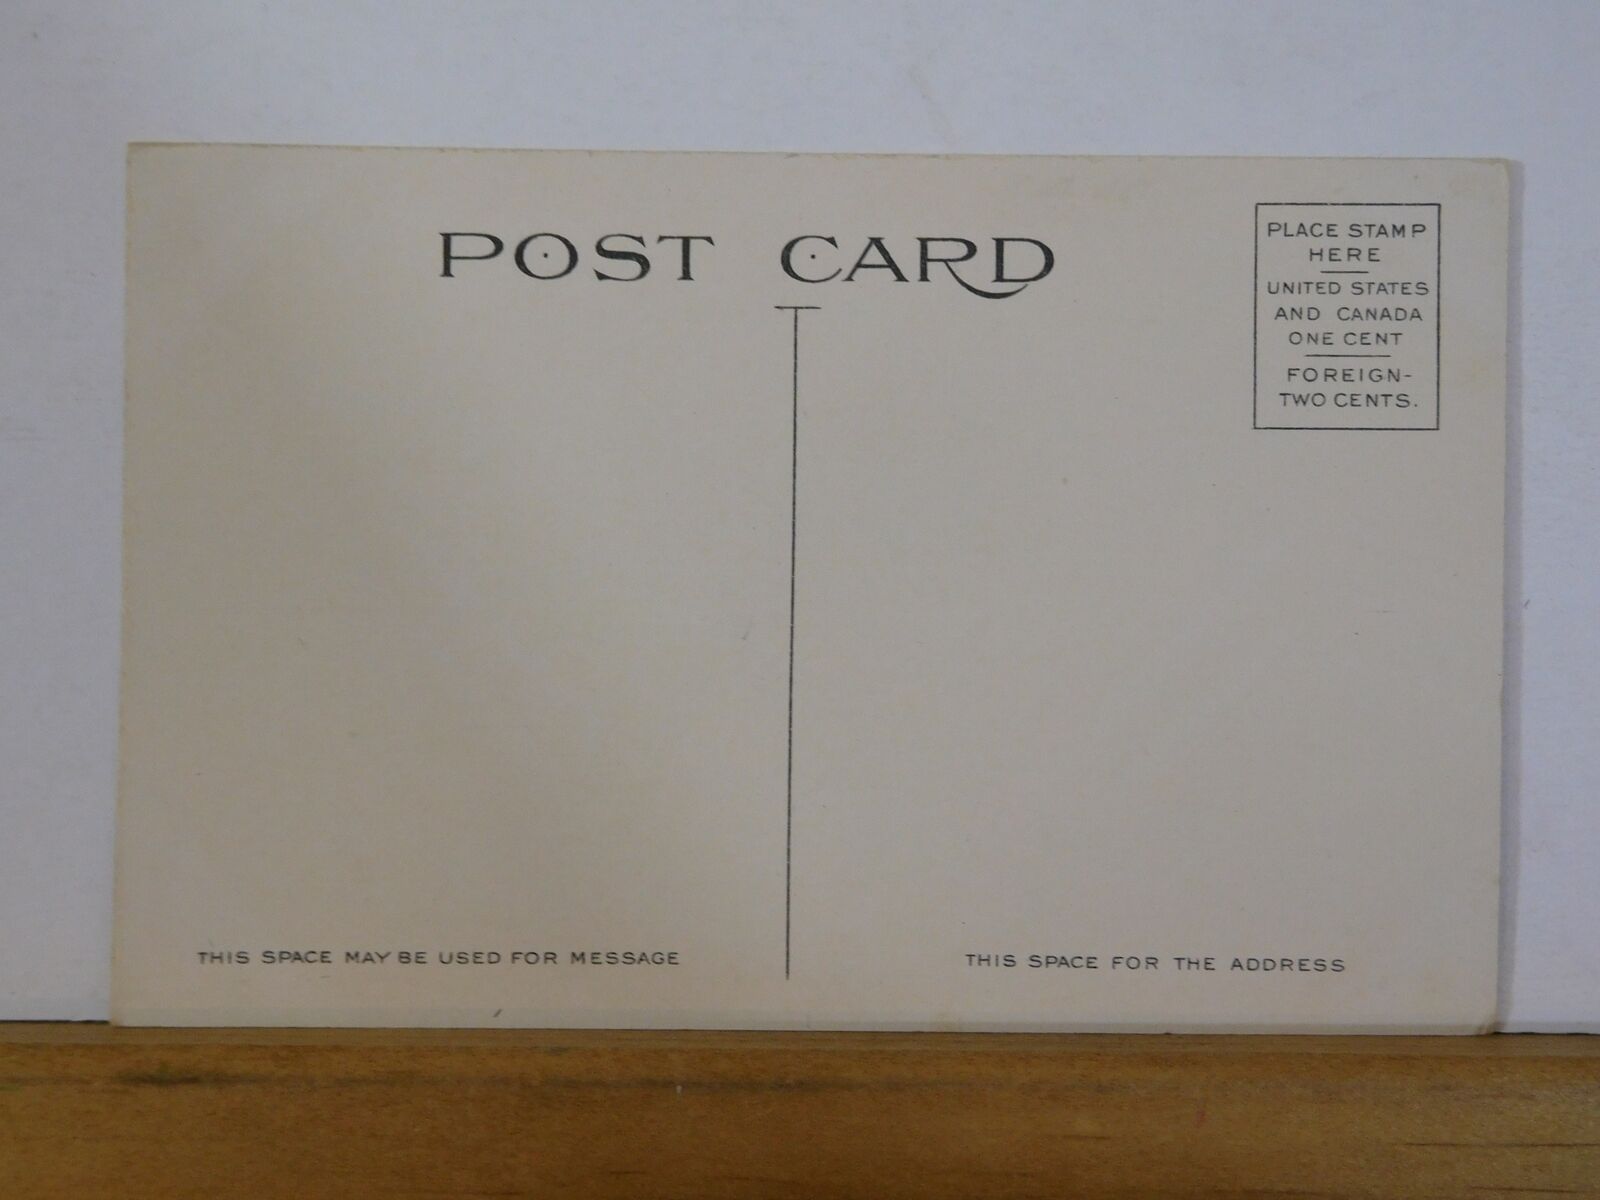 POST CARD
PLACE STAMP
HERE
UNITED STATES
AND CANADA
ONE CENT
FOREIGN-
TWO CENTS.
THIS SPACE MAY BE USED FOR MESSAGE
THIS SPACE FOR THE ADDRESS